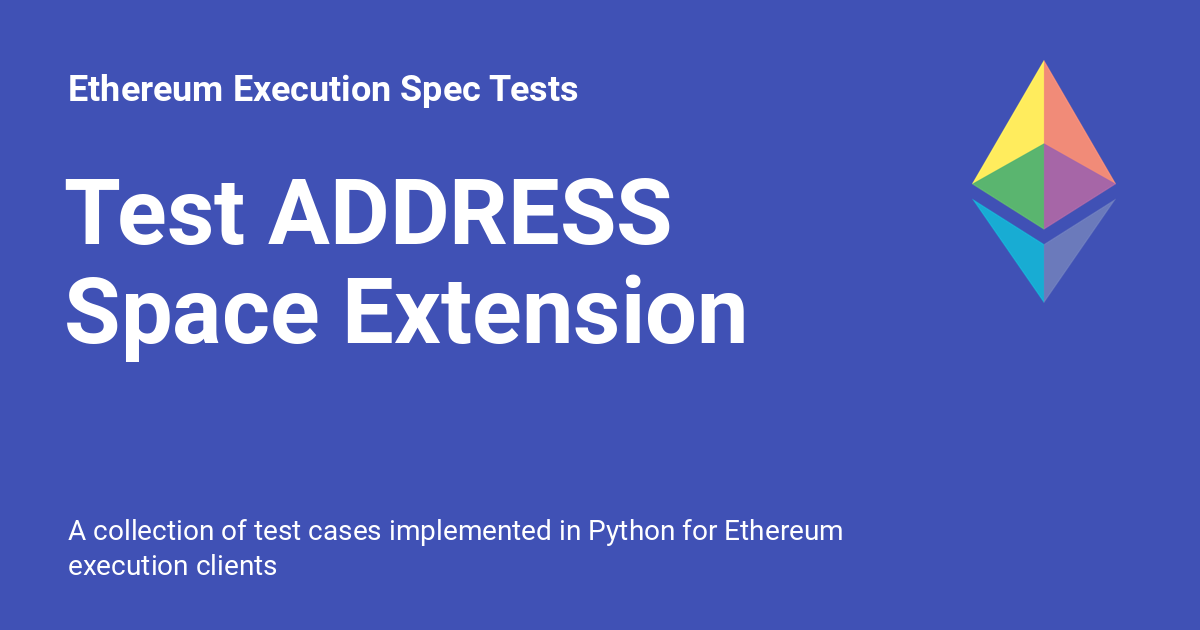 Ethereum Execution Spec Tests
Test ADDRESS
Space Extension
A collection of test cases implemented in Python for Ethereum
execution clients